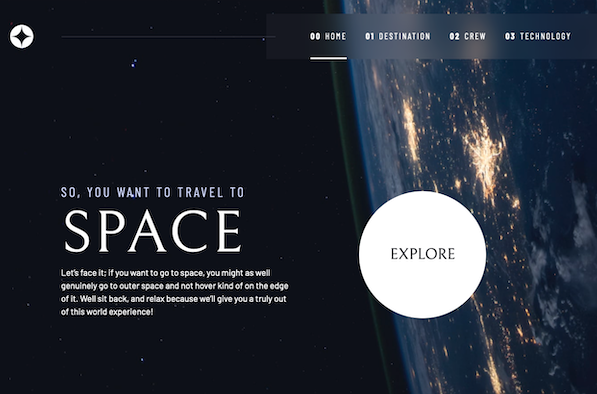 00 HOME 01 DESTINATION 02 CREW 03 TECHNOLOGY
SO, YOU WANT TO TRAVEL TO
SPACE
Let's face it; if you want to go to space, you might as well
genuinely go to outer space and not hover kind of on the edge
of it. Well sit back, and relax because we'll give you a truly out
of this world experience!
EXPLORE